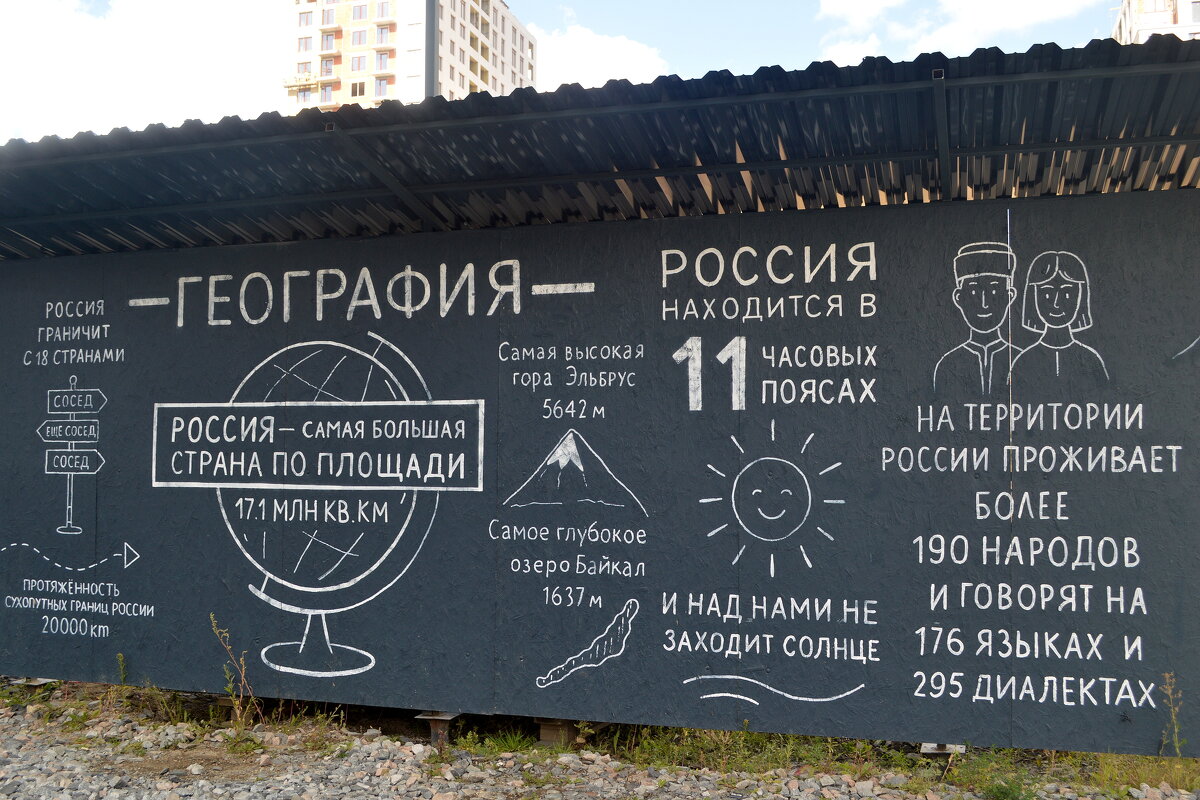 ГЕОГРАФИЯ
РОССИЯ
ГРАНИЧИТ
С 18 СТРАНАМИ
СОСЕД
ЕЩЕ СОСЕД
СОСЕД
ПРОТЯЖЁННОСТЬ
СУХОПУТНЫХ ГРАНИЦ РОССИИ
20000 km
РОССИЯ — САМАЯ БОЛЬШАЯ
СТРАНА ПО ПЛОЩАДИ
17.1 МЛН КВ.КМ
Самая высокая
гора Эльбрус
5642 м
Самое глубокое
озеро Байкал
1637 м
РОССИЯ
НАХОДИТСЯ В
11 ЧАСОВЫХ
ПОЯСАХ
И НАД НАМИ НЕ
ЗАХОДИТ СОЛНЦЕ
НА ТЕРРИТОРИИ
РОССИИ ПРОЖИВАЕТ
БОЛЕЕ
190 НАРОДОВ
И ГОВОРЯТ НА
176 ЯЗЫКАХ И
295 ДИАЛЕКТАХ